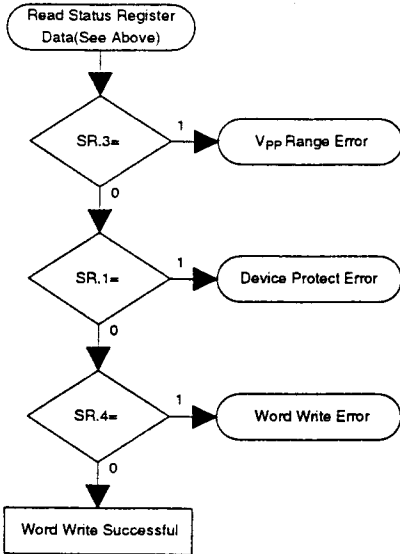 Read Status Register
Data(See Above)
SR.3=
1
VPP Range Error
0
SR.1=
1
Device Protect Error
0
SR.4=
1
Word Write Error
0
Word Write Successful